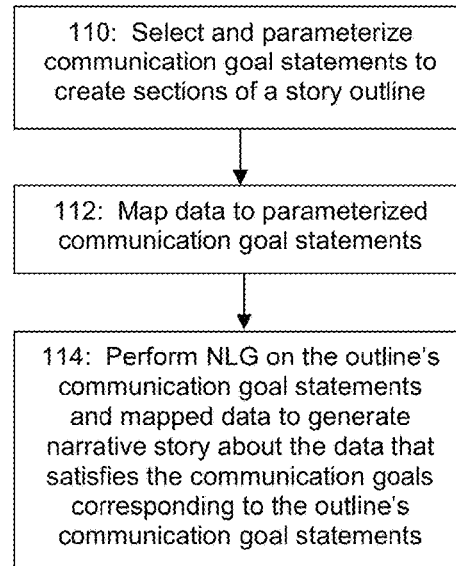 110: Select and parameterize
communication goal statements to
create sections of a story outline
112: Map data to parameterized
communication goal statements
114: Perform NLG on the outline's
communication goal statements
and mapped data to generate
narrative story about the data that
satisfies the communication goals
corresponding to the outline's
communication goal statements